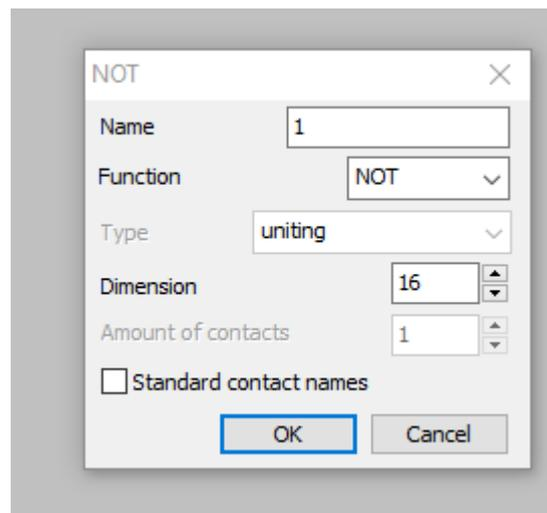 NOT
Name 1
Function NOT
Type uniting
Dimension 16
Amount of contacts 1
Standard contact names
OK Cancel